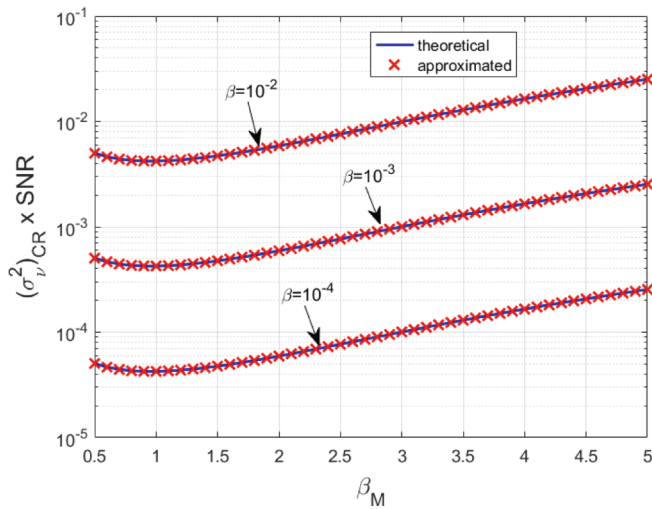 10^-1
theoretical
approximated
β=10^-2
10^-2
β=10^-3
(σ_ν^2)_CR x SNR
10^-3
β=10^-4
10^-4
10^-5
0.5 1 1.5 2 2.5 3 3.5 4 4.5 5
β_M